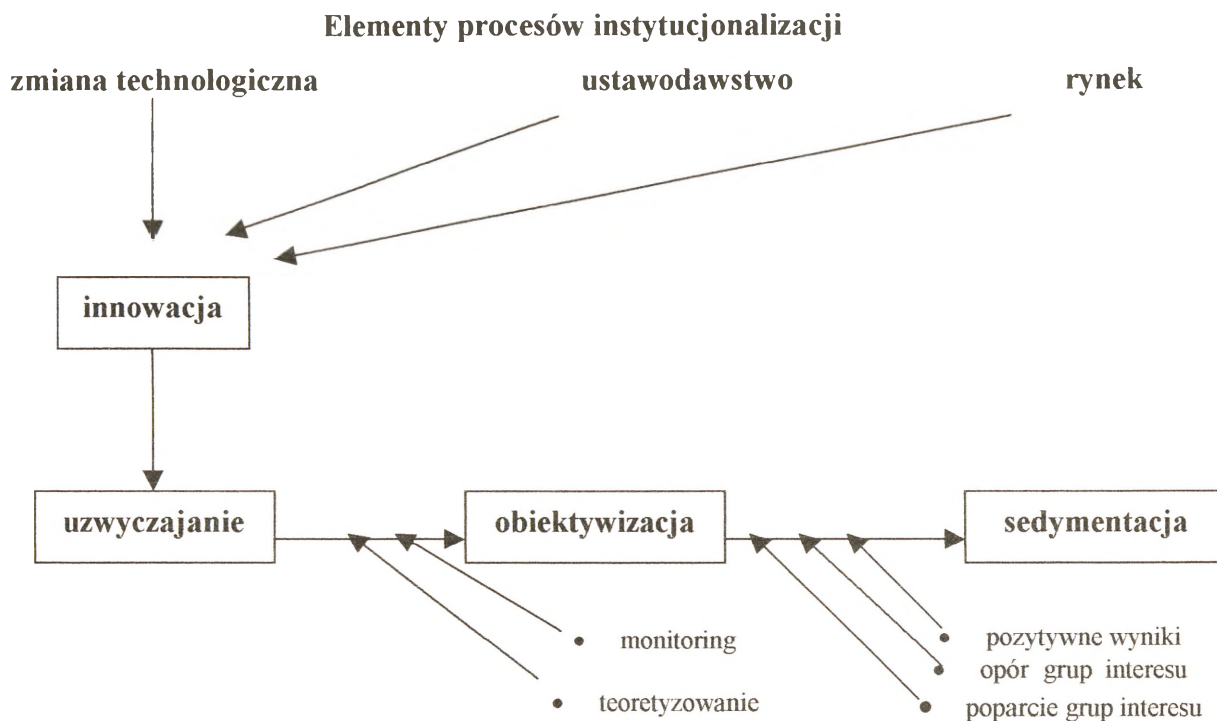 Elementy procesów instytucjonalizacji
zmiana technologiczna ustawodawstwo rynek
innowacja
uzwyczajanie obiektywizacja sedymentacja
• monitoring • pozytywne wyniki
• opór grup interesu
• teoretyzowanie • poparcie grup interesu